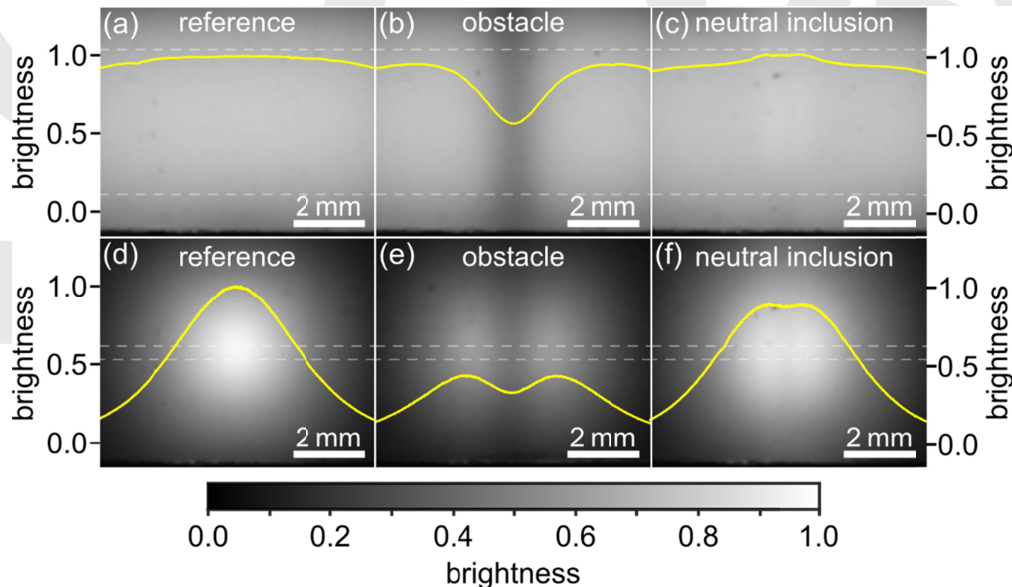 (a) reference
(b) obstacle
(c) neutral inclusion
brightness
1.0
0.5
0.0
2 mm
2 mm
2 mm
1.0
0.5
0.0
brightness
(d) reference
(e) obstacle
(f) neutral inclusion
brightness
1.0
0.5
0.0
2 mm
2 mm
2 mm
1.0
0.5
0.0
brightness
0.0 0.2 0.4 0.6 0.8 1.0
brightness